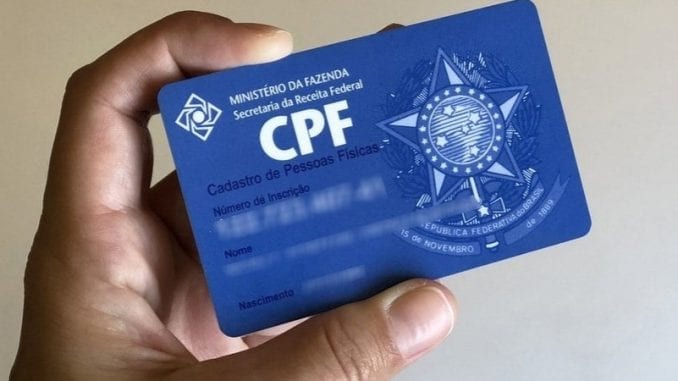 MINISTÉRIO DA FAZENDA
Secretaria da Receita Federal
CPF
Cadastro de Pessoas Físicas
Número de Inscrição
Nome
Nascimento
REPUBLICA FEDERATIVA do BRASIL
15 de NOVEMBRO de 1889